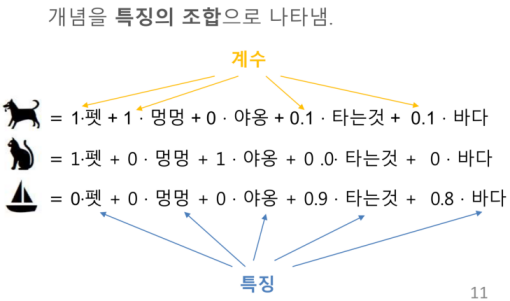 개념을 특징의 조합으로 나타냄.
계수
= 1·펫 + 1 · 멍멍 + 0 · 야옹 + 0.1 · 타는것 + 0.1 · 바다
= 1·펫 + 0 · 멍멍 + 1 · 야옹 + 0 .0· 타는것 + 0 · 바다
= 0·펫 + 0 · 멍멍 + 0 · 야옹 + 0.9 · 타는것 + 0.8 · 바다
특징
11